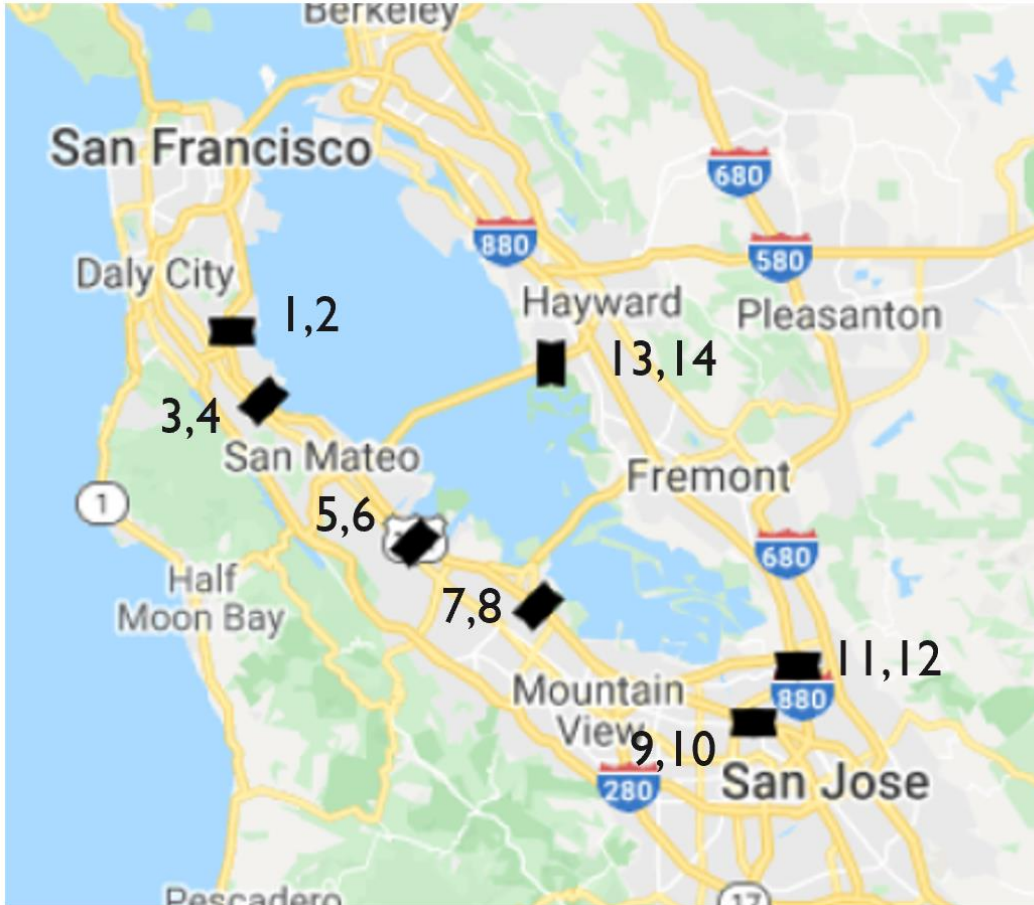 Berkeley
San Francisco
680
880
580
Daly City
1,2
Hayward
Pleasanton
13,14
3,4
San Mateo
Fremont
1
5,6
680
Half
Moon Bay
7,8
11,12
Mountain
View
880
9,10
280
San Jose
Pescadero
17